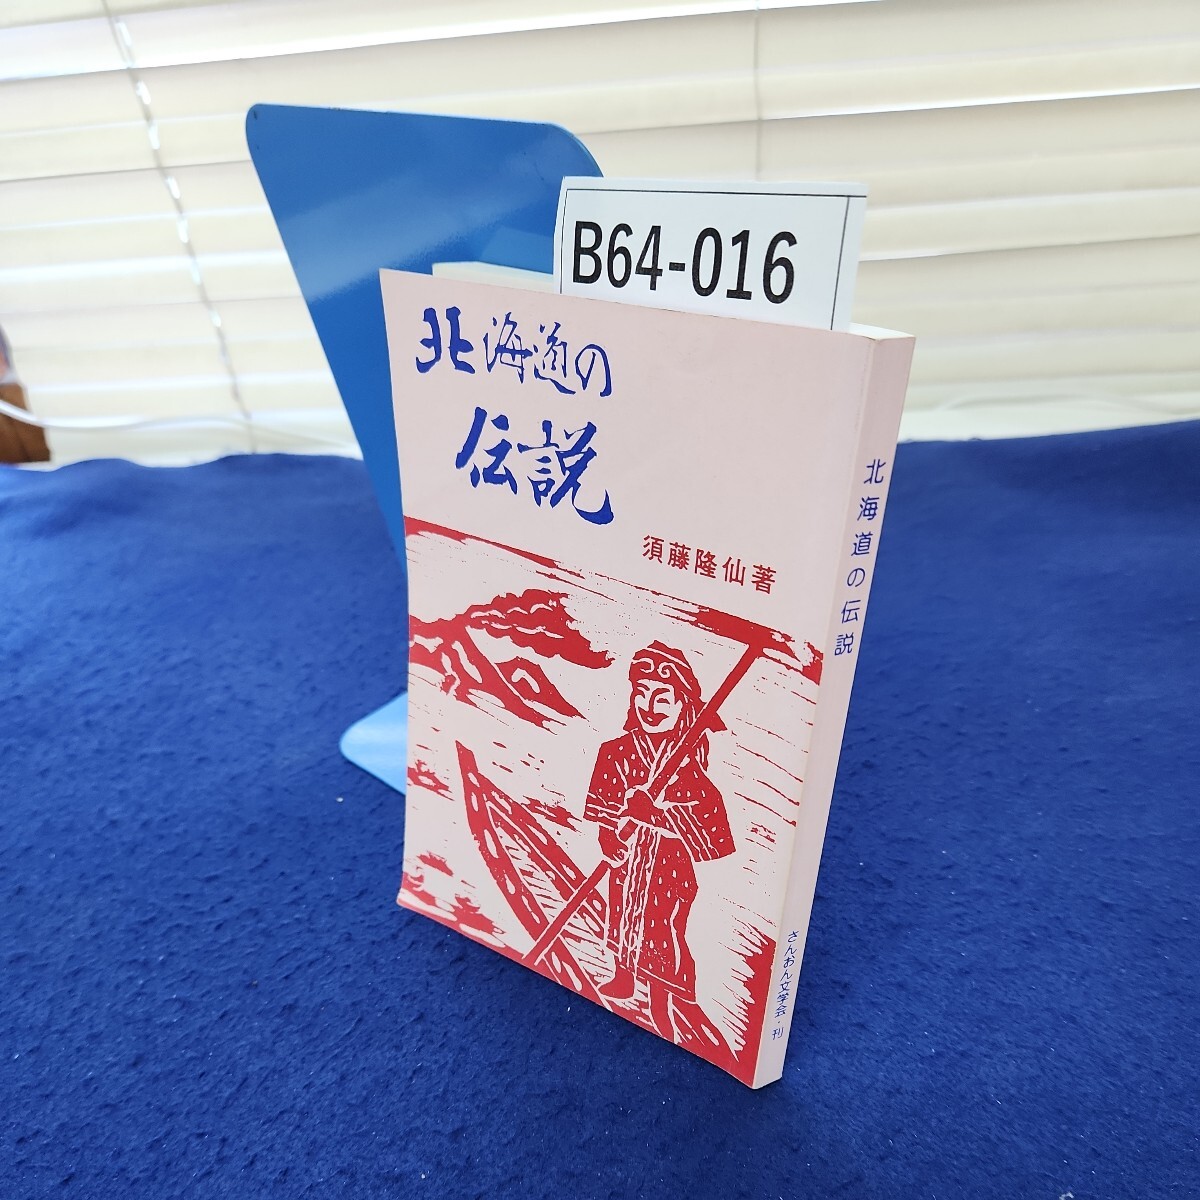 B64-016
北海道の
伝説
須藤隆仙著
北海道の伝説
さんおん文学会・刊